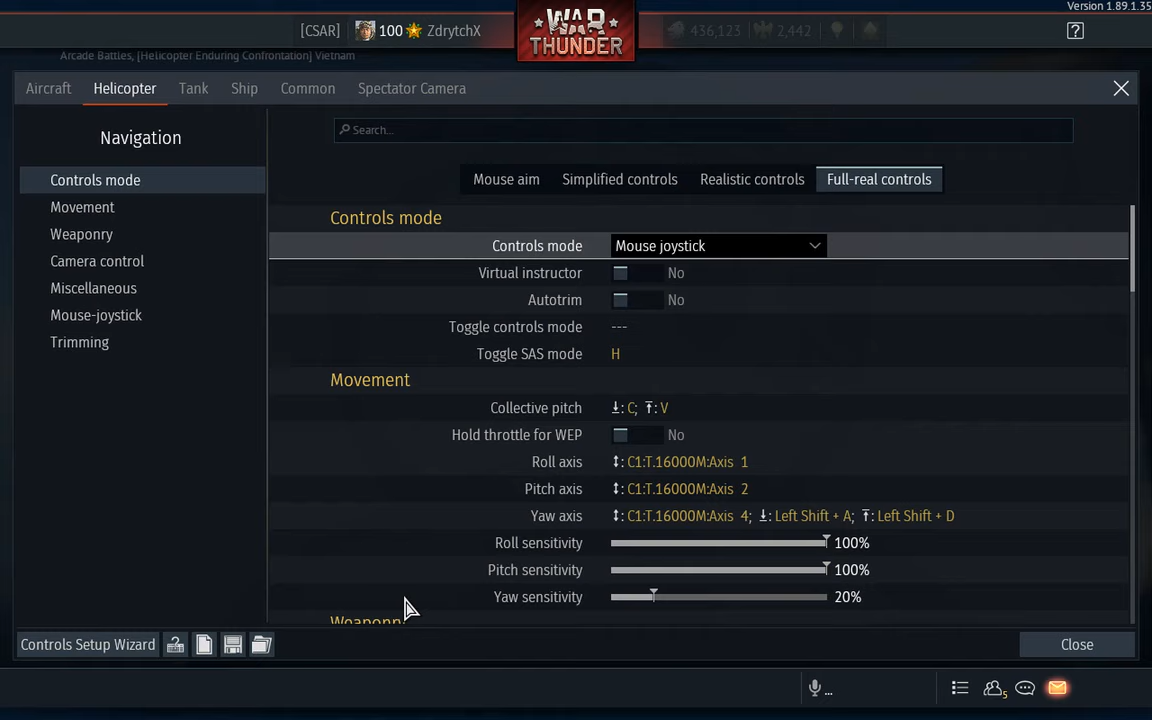 Version 1.89.1.35
[CSAR] 100 ZdrytchX
WAR THUNDER
436,123 2,442
Arcade Battles, [Helicopter Enduring Confrontation] Vietnam
Aircraft Helicopter Tank Ship Common Spectator Camera
Navigation
Search...
Controls mode
Movement
Weaponry
Camera control
Miscellaneous
Mouse-joystick
Trimming
Mouse aim Simplified controls Realistic controls Full-real controls
Controls mode
Controls mode Mouse joystick
Virtual instructor No
Autotrim No
Toggle controls mode ---
Toggle SAS mode H
Movement
Collective pitch ↓: C; ↑: V
Hold throttle for WEP No
Roll axis ↕: C1:T.16000M:Axis 1
Pitch axis ↕: C1:T.16000M:Axis 2
Yaw axis ↕: C1:T.16000M:Axis 4; ↓: Left Shift + A; ↑: Left Shift + D
Roll sensitivity 100%
Pitch sensitivity 100%
Yaw sensitivity 20%
Weaponry
Controls Setup Wizard Close
...
5